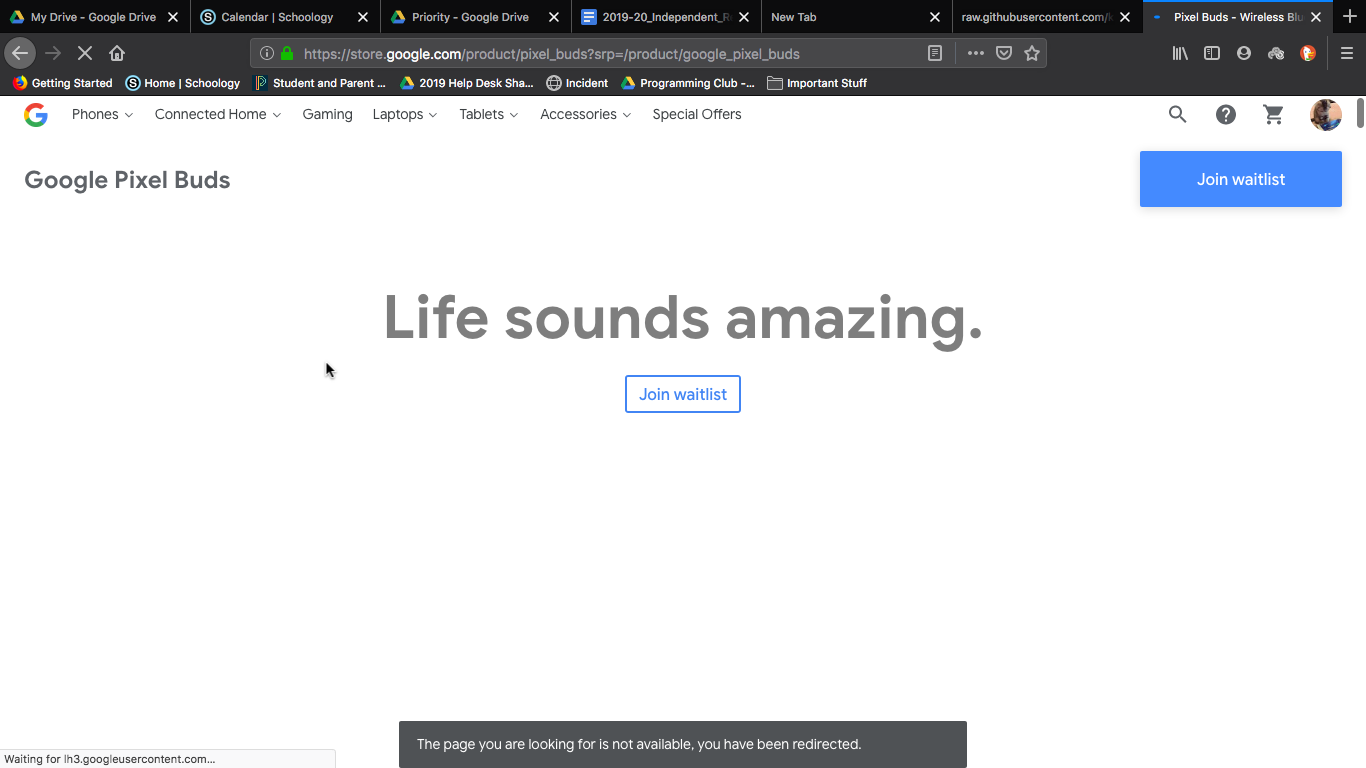 My Drive - Google Drive
Calendar | Schoology
Priority - Google Drive
2019-20_Independent_R
New Tab
raw.githubusercontent.com/
Pixel Buds - Wireless Blu
https://store.google.com/product/pixel_buds?srp=/product/google_pixel_buds
Getting Started
Home | Schoology
Student and Parent ...
2019 Help Desk Sha...
Incident
Programming Club -...
Important Stuff
Phones
Connected Home
Gaming
Laptops
Tablets
Accessories
Special Offers
Google Pixel Buds
Join waitlist
Life sounds amazing.
Join waitlist
The page you are looking for is not available, you have been redirected.
Waiting for lh3.googleusercontent.com...